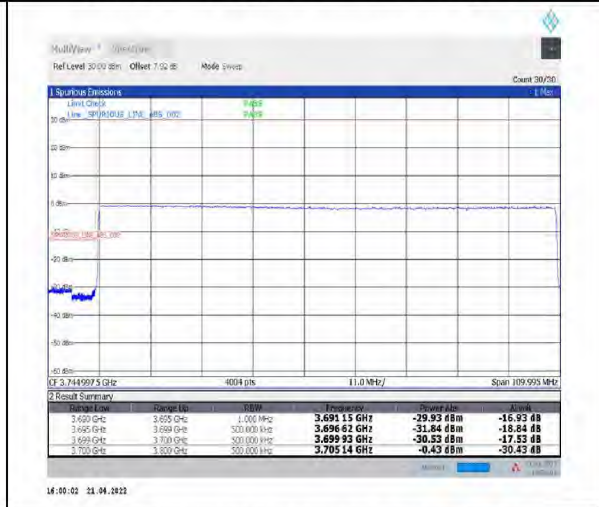 MultiView Spectrum
Ref Level 30.00 dBm Offset 7.92 dB Mode Sweep
Count 30/30
1 Spurious Emissions 1 Max
Limit Check PASS
Line _SPURIOUS_LINE_ABS_002 PASS
30 dBm
20 dBm
10 dBm
0 dBm
-20 dBm
-30 dBm
-40 dBm
-50 dBm
-60 dBm
CF 3.7449975 GHz 4004 pts 11.0 MHz/ Span 109.995 MHz
2 Result Summary
Range Low Range Up RBW Frequency Power Abs ΔLimit
3.690 GHz 3.695 GHz 1.000 MHz 3.691 15 GHz -29.93 dBm -16.93 dB
3.695 GHz 3.699 GHz 500.000 kHz 3.696 62 GHz -31.84 dBm -18.84 dB
3.699 GHz 3.700 GHz 500.000 kHz 3.699 93 GHz -30.53 dBm -17.53 dB
3.700 GHz 3.800 GHz 500.000 kHz 3.705 14 GHz -0.43 dBm -30.43 dB
16:00:02 21.04.2022